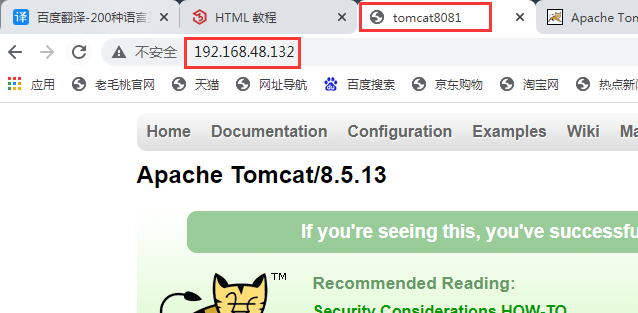 译 百度翻译-200种语言 HTML 教程 tomcat8081 Apache Tom
不安全 192.168.48.132
应用 老毛桃官网 天猫 网址导航 百度搜索 京东购物 淘宝网 热点新闻
Home Documentation Configuration Examples Wiki Ma
Apache Tomcat/8.5.13
If you're seeing this, you've successfu
TM
Recommended Reading:
Security Considerations HOW-TO